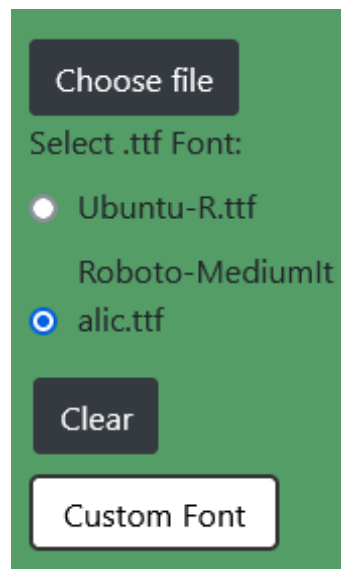 Choose file
Select .ttf Font:
Ubuntu-R.ttf
Roboto-MediumIt
alic.ttf
Clear
Custom Font